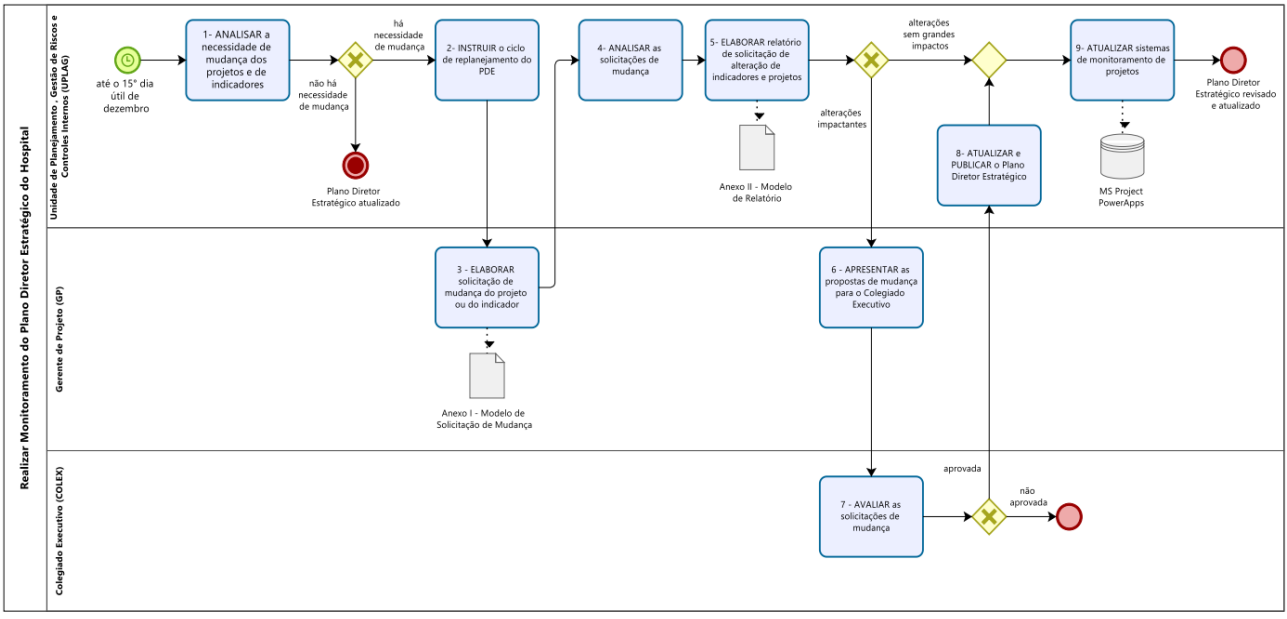 Realizar Monitoramento do Plano Diretor Estratégico do Hospital
Unidade de Planejamento , Gestão de Riscos e
Controles Internos (UPLAG)
até o 15° dia
útil de
dezembro
1- ANALISAR a
necessidade de
mudança dos
projetos e de
indicadores
há
necessidade
de mudança
não há
necessidade
de mudança
Plano Diretor
Estratégico atualizado
2- INSTRUIR o ciclo
de replanejamento do
PDE
4- ANALISAR as
solicitações de
mudança
5- ELABORAR relatório
de solicitação de
alteração de
indicadores e projetos
Anexo II - Modelo
de Relatório
alterações
sem grandes
impactos
alterações
impactantes
8- ATUALIZAR e
PUBLICAR o Plano
Diretor Estratégico
9- ATUALIZAR sistemas
de monitoramento de
projetos
MS Project
PowerApps
Plano Diretor
Estratégico revisado
e atualizado
Gerente de Projeto (GP)
3 - ELABORAR
solicitação de
mudança do projeto
ou do indicador
Anexo I - Modelo de
Solicitação de Mudança
6 - APRESENTAR as
propostas de mudança
para o Colegiado
Executivo
Colegiado Executivo (COLEX)
7 - AVALIAR as
solicitações de
mudança
aprovada
não
aprovada